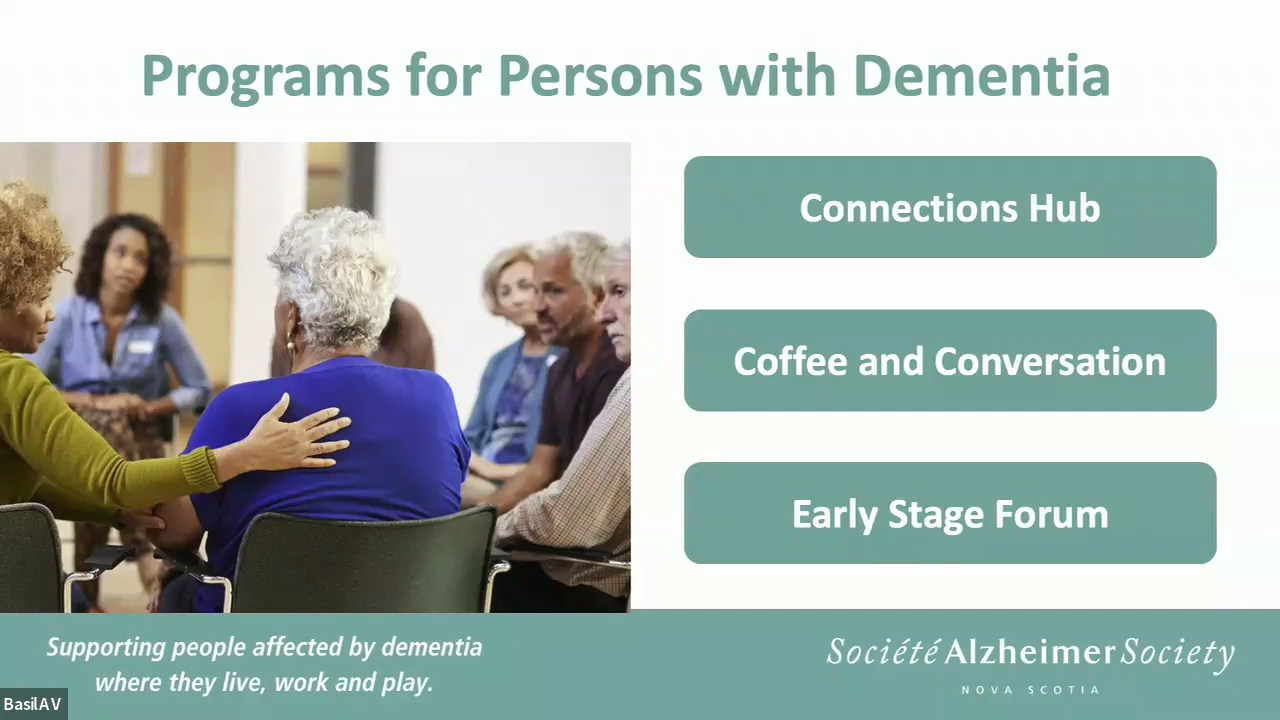 Programs for Persons with Dementia
Connections Hub
Coffee and Conversation
Early Stage Forum
Supporting people affected by dementia
where they live, work and play.
Société Alzheimer Society
NOVA SCOTIA
BasilAV